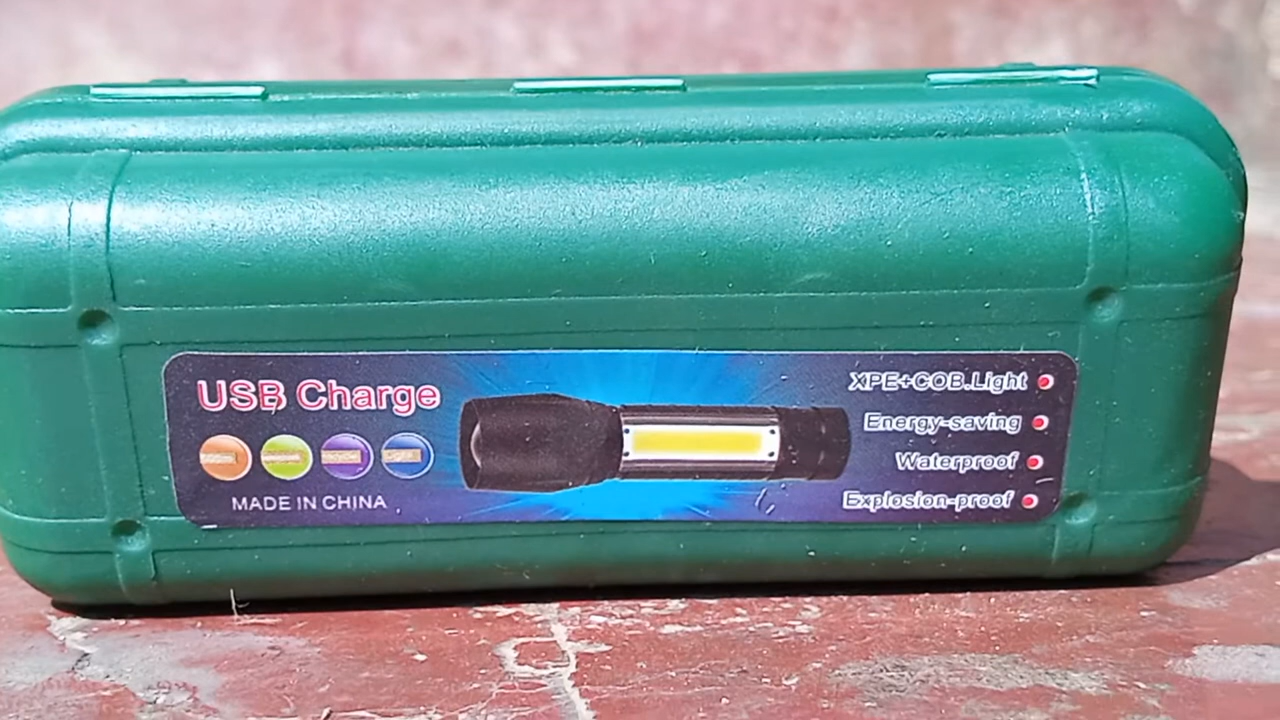 USB Charge
MADE IN CHINA
XPE+COB.Light
Energy-saving
Waterproof
Explosion-proof